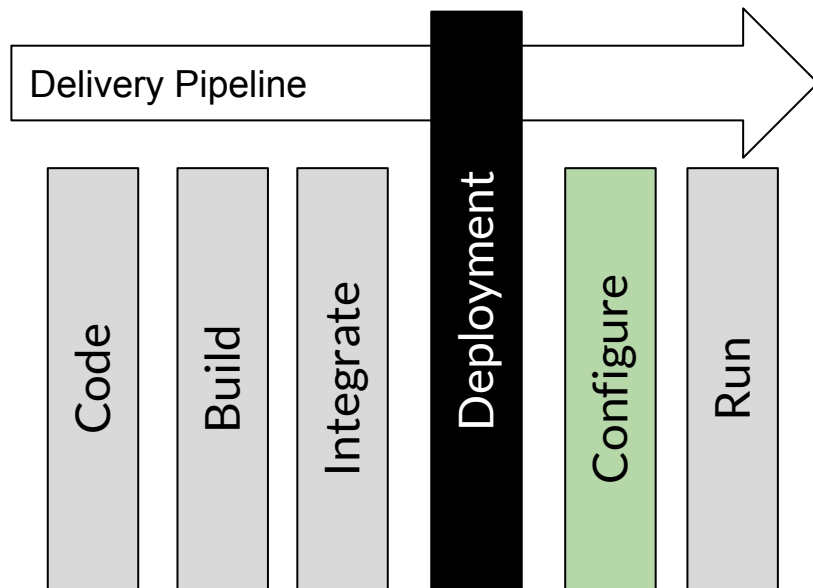 Delivery Pipeline
Code
Build
Integrate
Deployment
Configure
Run